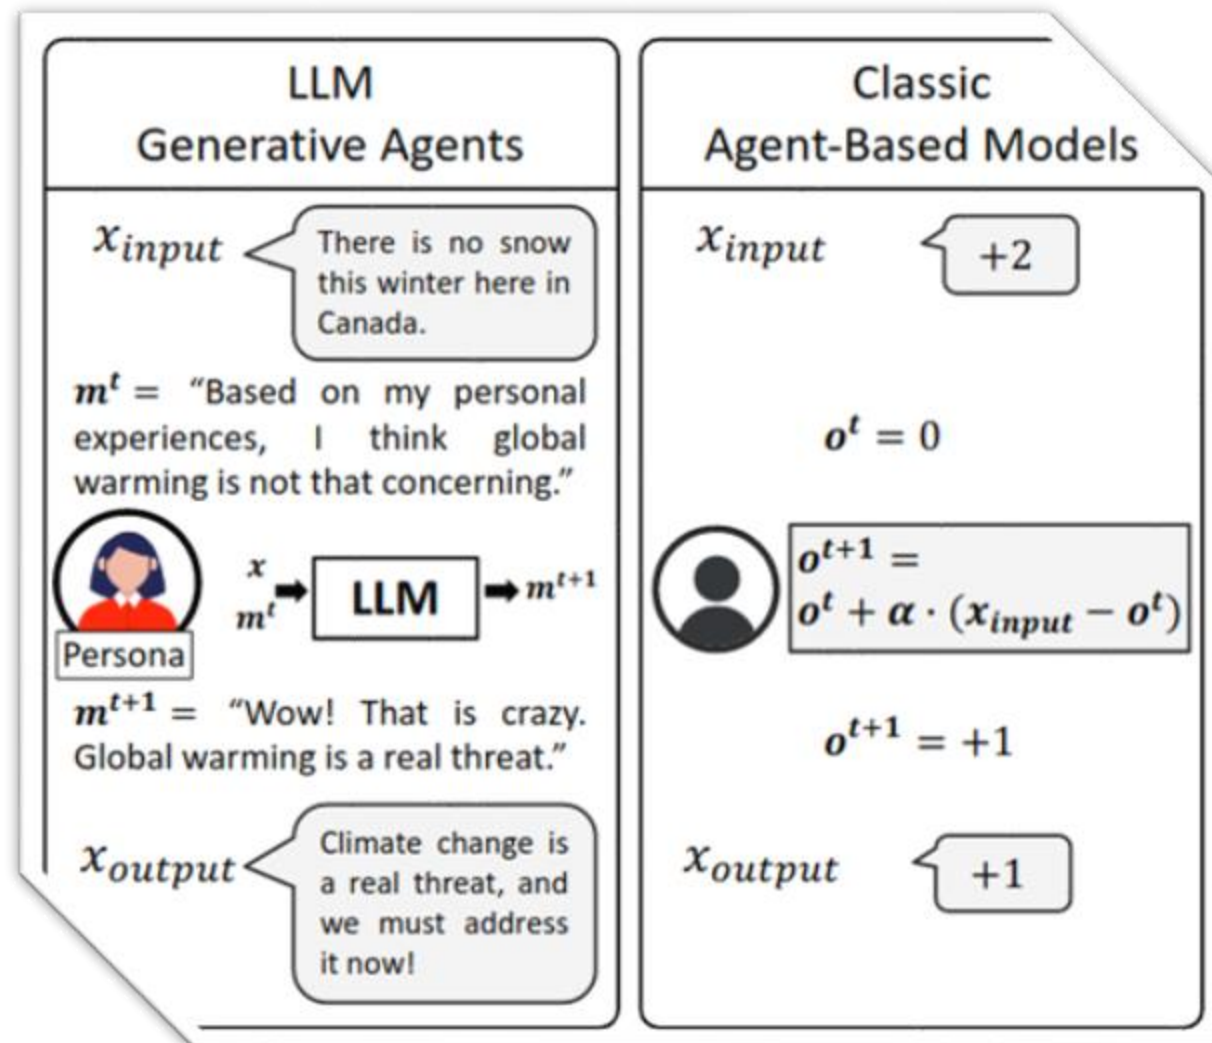 LLM
Generative Agents
x_input
There is no snow
this winter here in
Canada.
m^t = “Based on my personal
experiences, I think global
warming is not that concerning.”
x
m^t
LLM
m^{t+1}
Persona
m^{t+1} = “Wow! That is crazy.
Global warming is a real threat.”
x_output
Climate change is
a real threat, and
we must address
it now!
Classic
Agent-Based Models
x_input
+2
o^t = 0
o^{t+1} =
o^t + α · (x_input − o^t)
o^{t+1} = +1
x_output
+1